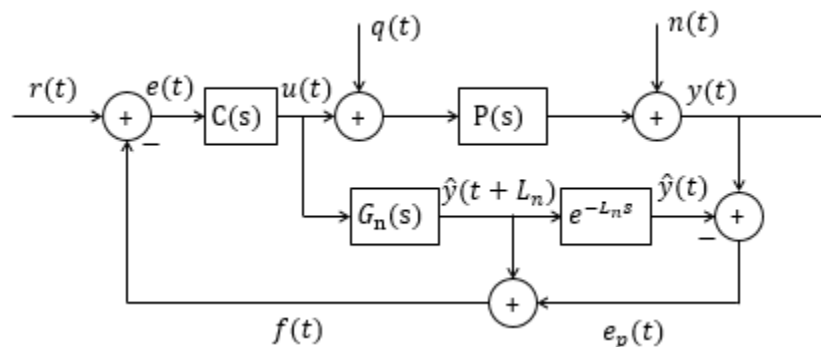 q(t) n(t)
r(t) e(t) u(t) y(t)
+ C(s) + P(s) +
−
ŷ(t + Lₙ) ŷ(t)
Gₙ(s) e^{-Lₙs} +
−
+
f(t) eₚ(t)